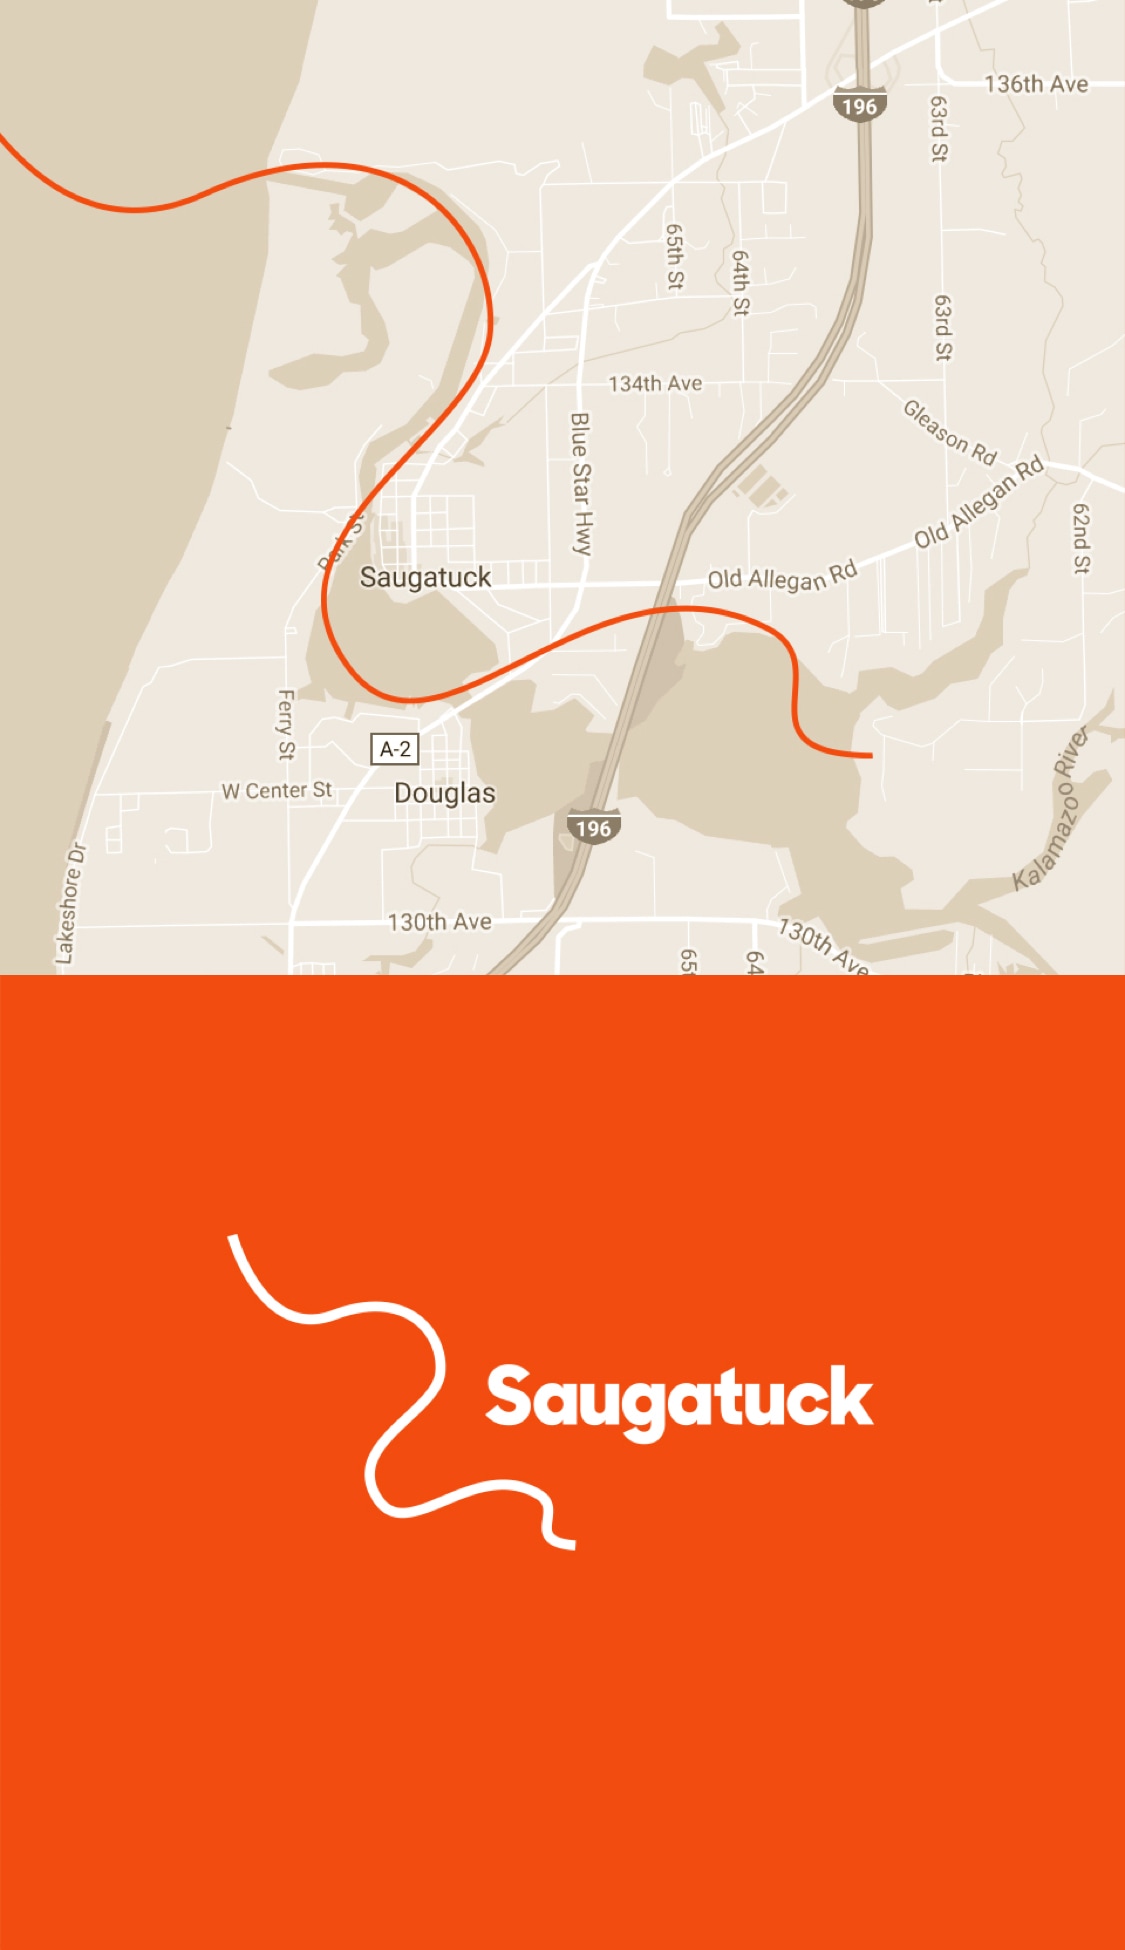 136th Ave
196
63rd St
65th St
64th St
63rd St
134th Ave
Gleason Rd
Blue Star Hwy
Old Allegan Rd
62nd St
Park St
Saugatuck
Old Allegan Rd
Ferry St
A-2
W Center St
Douglas
196
Kalamazoo River
Lakeshore Dr
130th Ave
130th Ave
65t
64
Saugatuck